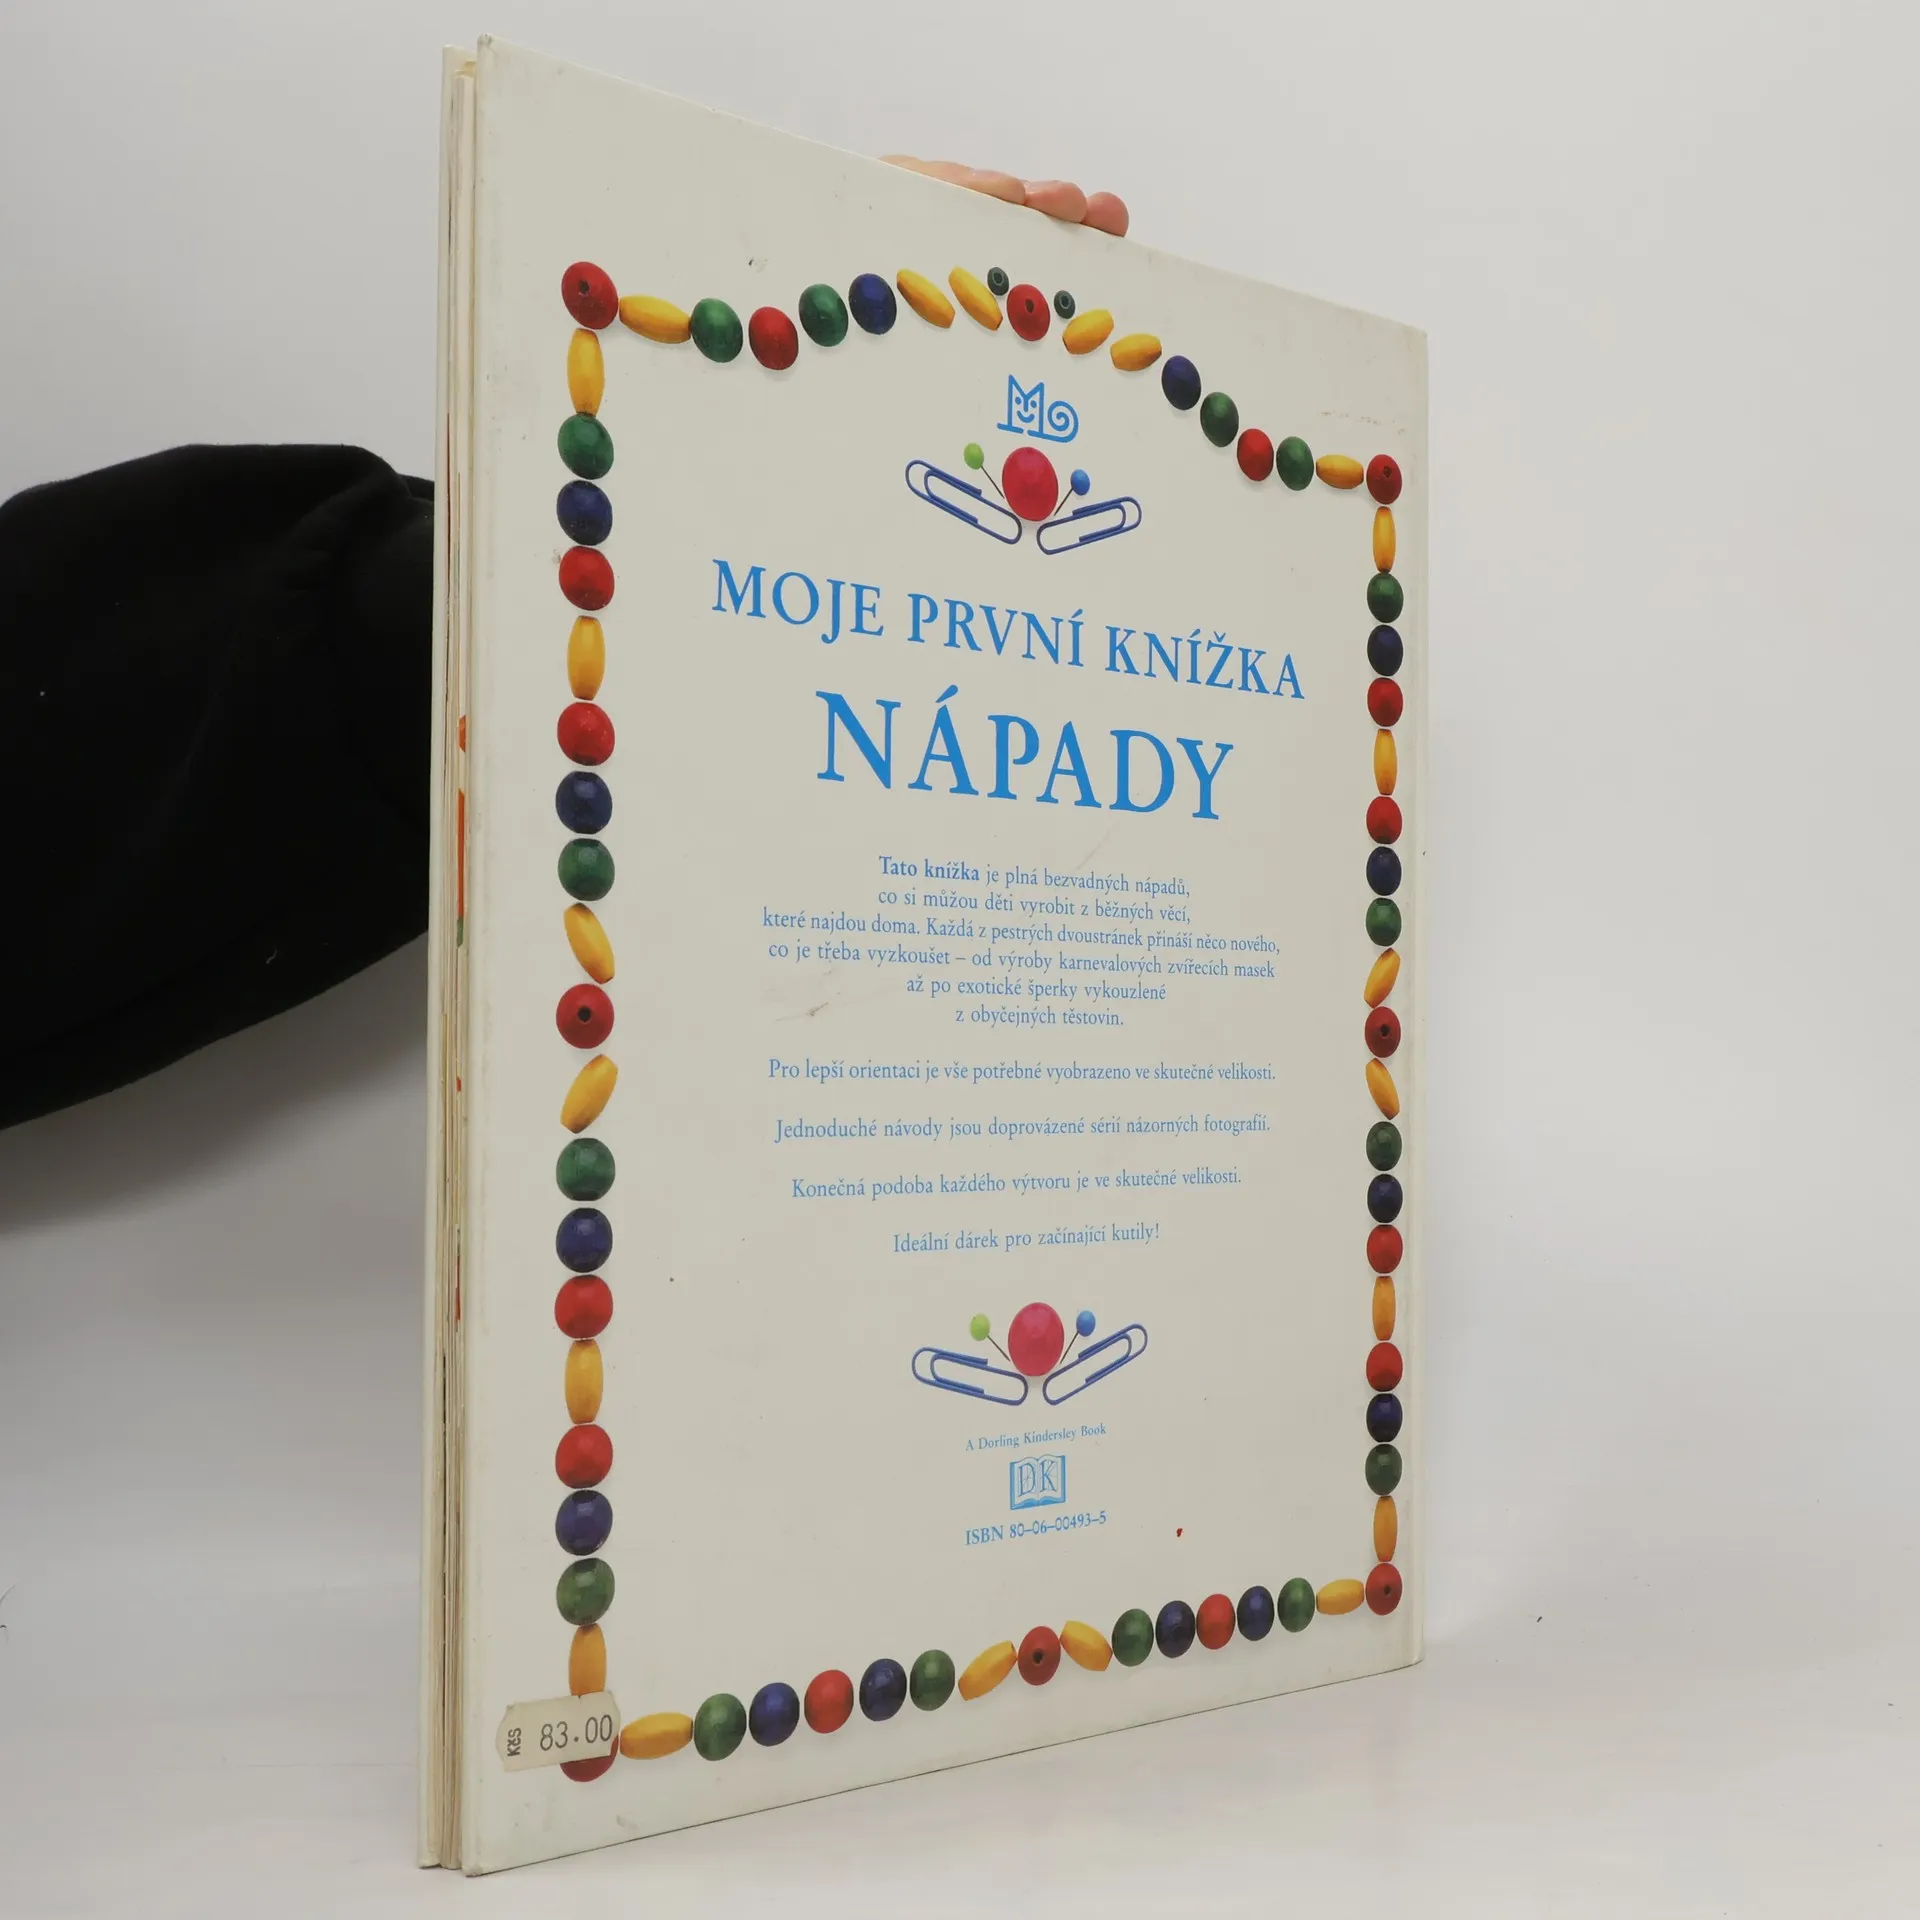 MOJE PRVNÍ KNÍŽKA
NÁPADY
Tato knížka je plná bezvadných nápadů,
co si můžou děti vyrobit z běžných věcí,
které najdou doma. Každá z pestrých dvoustránek přináší něco nového,
co je třeba vyzkoušet – od výroby karnevalových zvířecích masek
až po exotické šperky vykouzlené
z obyčejných těstovin.
Pro lepší orientaci je vše potřebné vyobrazeno ve skutečné velikosti.
Jednoduché návody jsou doprovázené sérií názorných fotografií.
Konečná podoba každého výtvoru je ve skutečné velikosti.
Ideální dárek pro začínající kutily!
A Dorling Kindersley Book
DK
ISBN 80–06–00493–5
Kčs 83.00